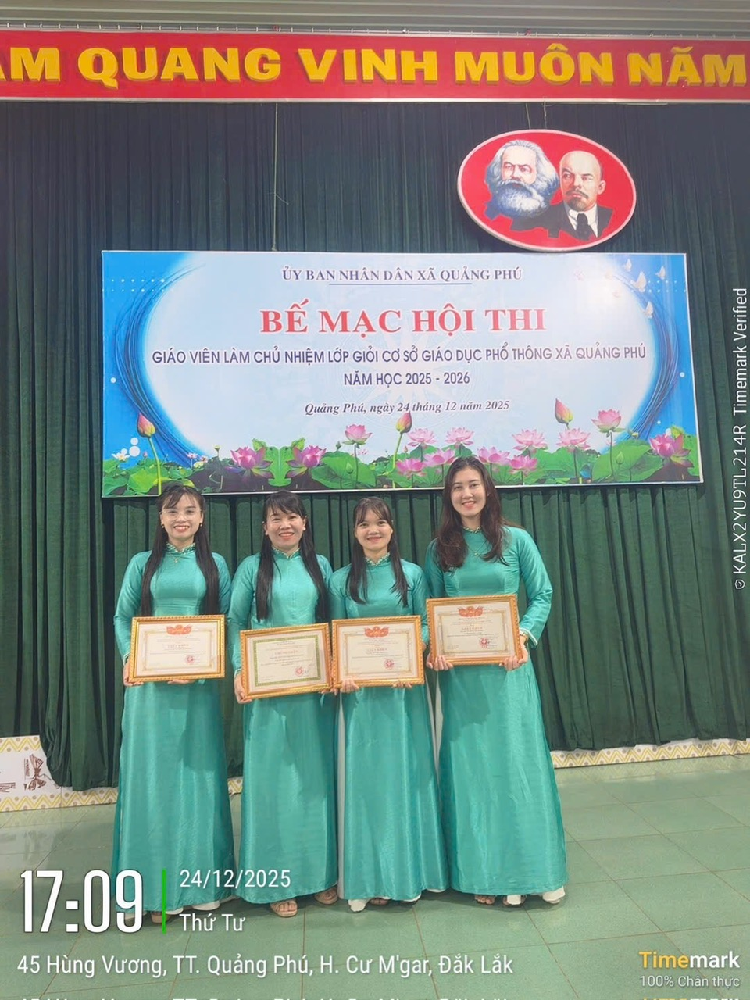 ÂM QUANG VINH MUÔN NĂM
ỦY BAN NHÂN DÂN XÃ QUẢNG PHÚ
BẾ MẠC HỘI THI
GIÁO VIÊN LÀM CHỦ NHIỆM LỚP GIỎI CƠ SỞ GIÁO DỤC PHỔ THÔNG XÃ QUẢNG PHÚ
NĂM HỌC 2025 - 2026
Quảng Phú, ngày 24 tháng 12 năm 2025
KALX2YU9TL214R Timemark Verified
17:09
24/12/2025
Thứ Tư
45 Hùng Vương, TT. Quảng Phú, H. Cư M'gar, Đắk Lắk
Timemark
100% Chân thực